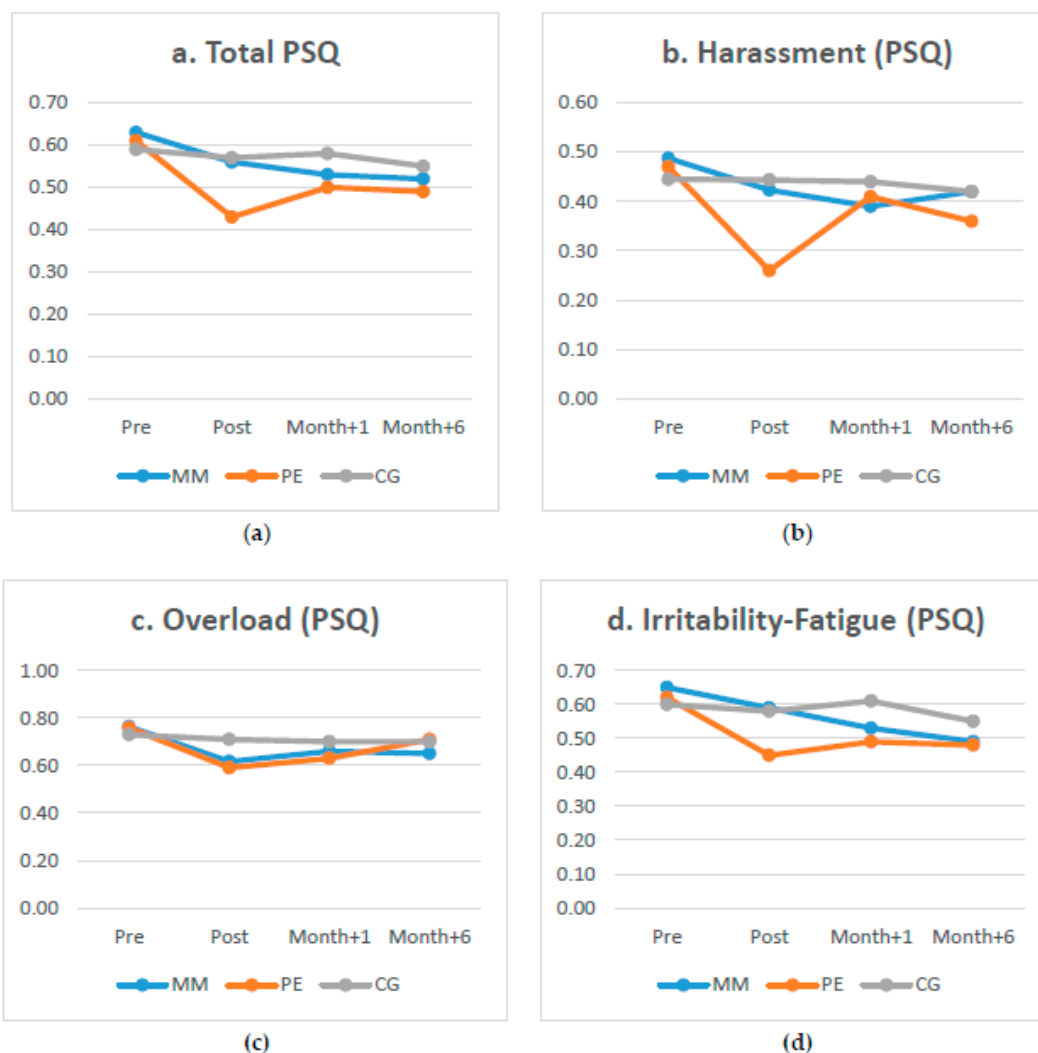 a. Total PSQ
0.70
0.60
0.50
0.40
0.30
0.20
0.10
0.00
Pre Post Month+1 Month+6
MM PE CG
(a)
b. Harassment (PSQ)
0.60
0.50
0.40
0.30
0.20
0.10
0.00
Pre Post Month+1 Month+6
MM PE CG
(b)
c. Overload (PSQ)
1.00
0.80
0.60
0.40
0.20
0.00
Pre Post Month+1 Month+6
MM PE CG
(c)
d. Irritability-Fatigue (PSQ)
0.70
0.60
0.50
0.40
0.30
0.20
0.10
0.00
Pre Post Month+1 Month+6
MM PE CG
(d)